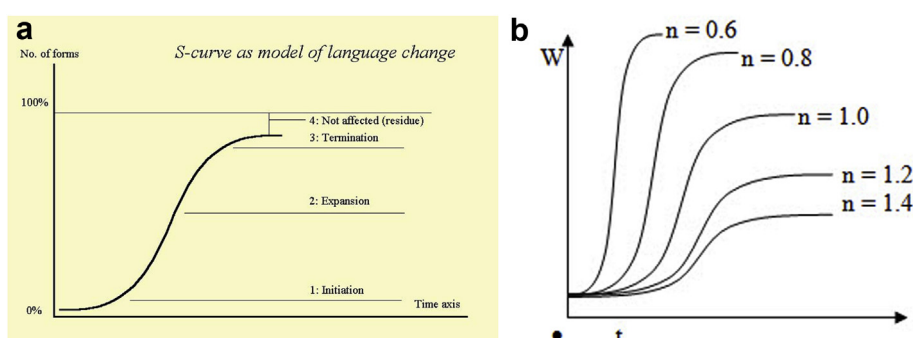 a
S-curve as model of language change
No. of forms
100%
4: Not affected (residue)
3: Termination
2: Expansion
1: Initiation
0%
Time axis
b
W
n = 0.6
n = 0.8
n = 1.0
n = 1.2
n = 1.4
t